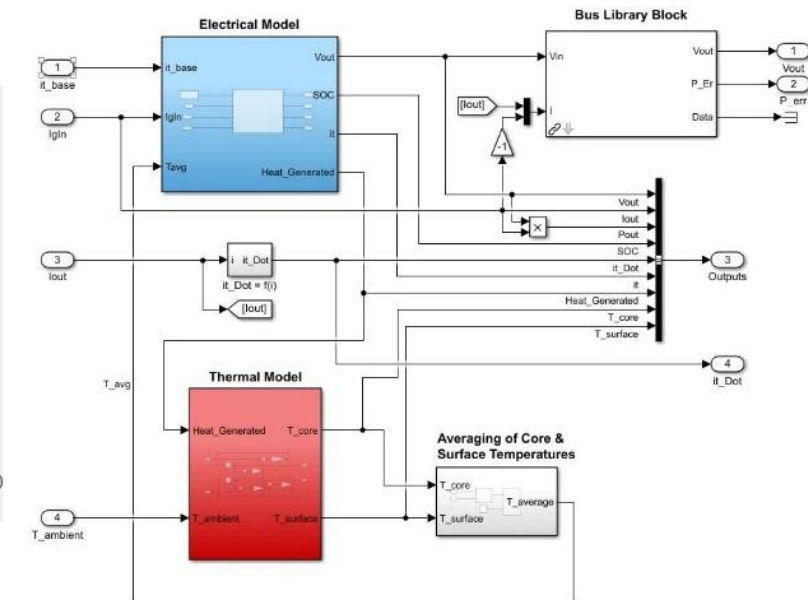 Electrical Model
Bus Library Block
1
it_base
it_base
Vout
Vin
Vout
1
Vout
2
IgIn
IgIn
SOC
[Iout]
I
P_Er
2
P_err
it
-1
Data
Tavg
Heat_Generated
Vout
Iout
×
Pout
SOC
3
Iout
i it_Dot
it_Dot = f(i)
[Iout]
it_Dot
3
Outputs
it
Heat_Generated
T_core
T_surface
4
it_Dot
T_avg
Thermal Model
Heat_Generated
T_core
Averaging of Core &
Surface Temperatures
T_core
T_average
T_surface
4
T_ambient
T_ambient
T_surface